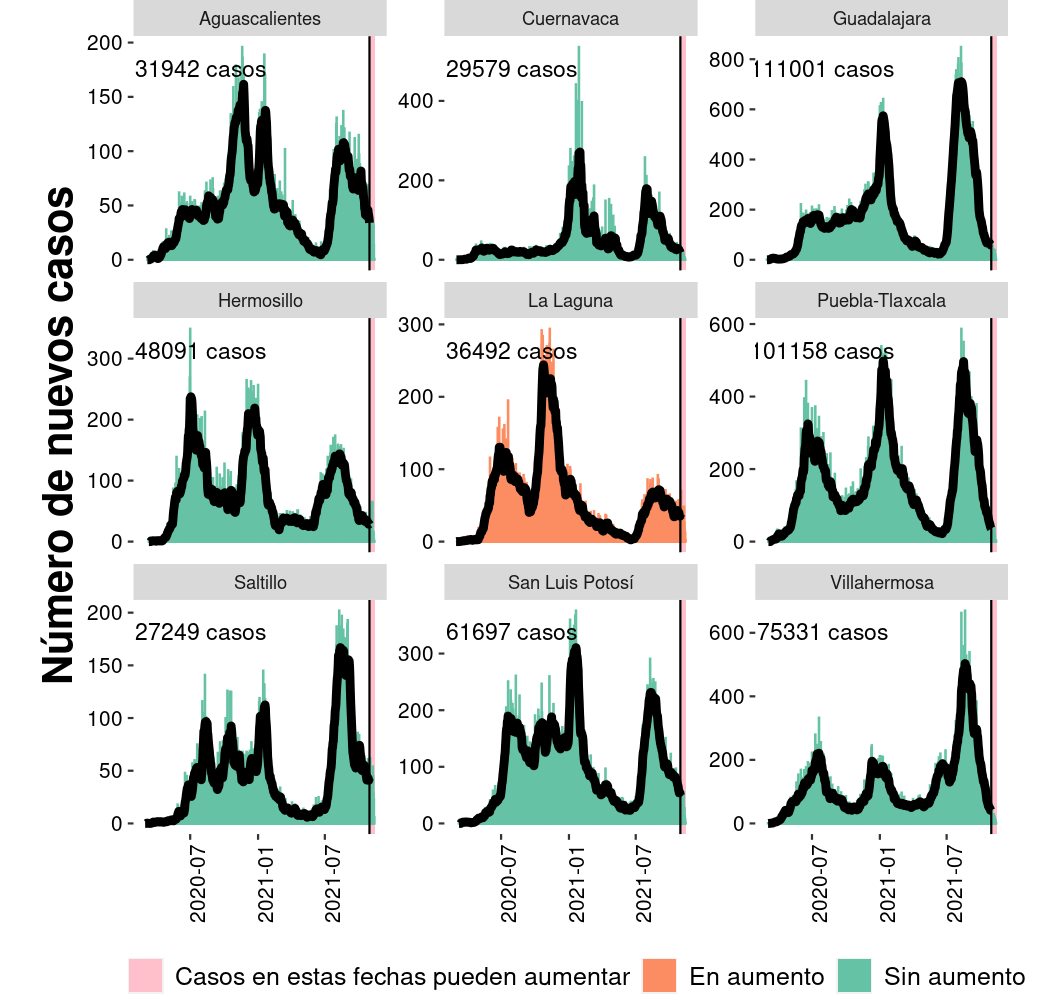 Número de nuevos casos
Aguascalientes
200
150
100
50
0
31942 casos
Cuernavaca
400
200
0
29579 casos
Guadalajara
800
600
400
200
0
111001 casos
Hermosillo
300
200
100
0
48091 casos
La Laguna
300
200
100
0
36492 casos
Puebla-Tlaxcala
600
400
200
0
101158 casos
Saltillo
200
150
100
50
0
27249 casos
San Luis Potosí
300
200
100
0
61697 casos
Villahermosa
600
400
200
0
75331 casos
2020-07
2021-01
2021-07
2020-07
2021-01
2021-07
2020-07
2021-01
2021-07
Casos en estas fechas pueden aumentar
En aumento
Sin aumento